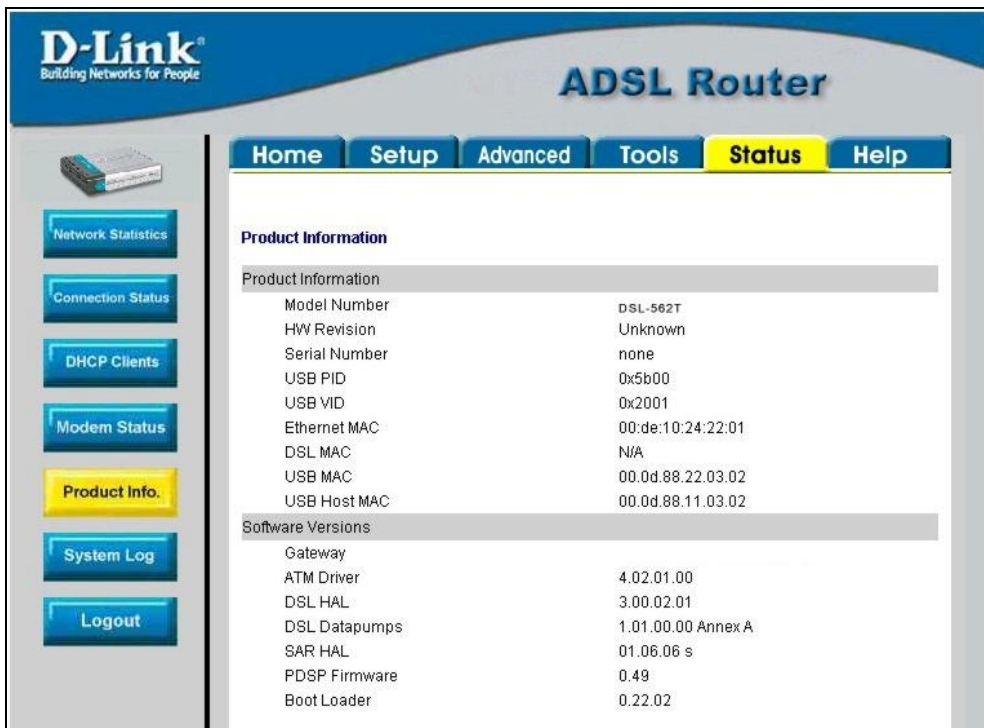 D-Link®
Building Networks for People
ADSL Router
Home Setup Advanced Tools Status Help
Network Statistics
Connection Status
DHCP Clients
Modem Status
Product Info.
System Log
Logout
Product Information
Product Information
Model Number DSL-562T
HW Revision Unknown
Serial Number none
USB PID 0x5b00
USB VID 0x2001
Ethernet MAC 00:de:10:24:22:01
DSL MAC N/A
USB MAC 00.0d.88.22.03.02
USB Host MAC 00.0d.88.11.03.02
Software Versions
Gateway
ATM Driver 4.02.01.00
DSL HAL 3.00.02.01
DSL Datapumps 1.01.00.00 Annex A
SAR HAL 01.06.06 s
PDSP Firmware 0.49
Boot Loader 0.22.02